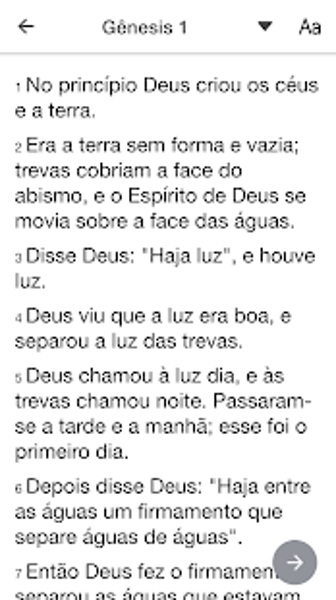 Gênesis 1
Aa
1 No princípio Deus criou os céus
e a terra.
2 Era a terra sem forma e vazia;
trevas cobriam a face do
abismo, e o Espírito de Deus se
movia sobre a face das águas.
3 Disse Deus: "Haja luz", e houve
luz.
4 Deus viu que a luz era boa, e
separou a luz das trevas.
5 Deus chamou à luz dia, e às
trevas chamou noite. Passaram-
se a tarde e a manhã; esse foi o
primeiro dia.
6 Depois disse Deus: "Haja entre
as águas um firmamento que
separe águas de águas".
7 Então Deus fez o
separou as águas que estavam